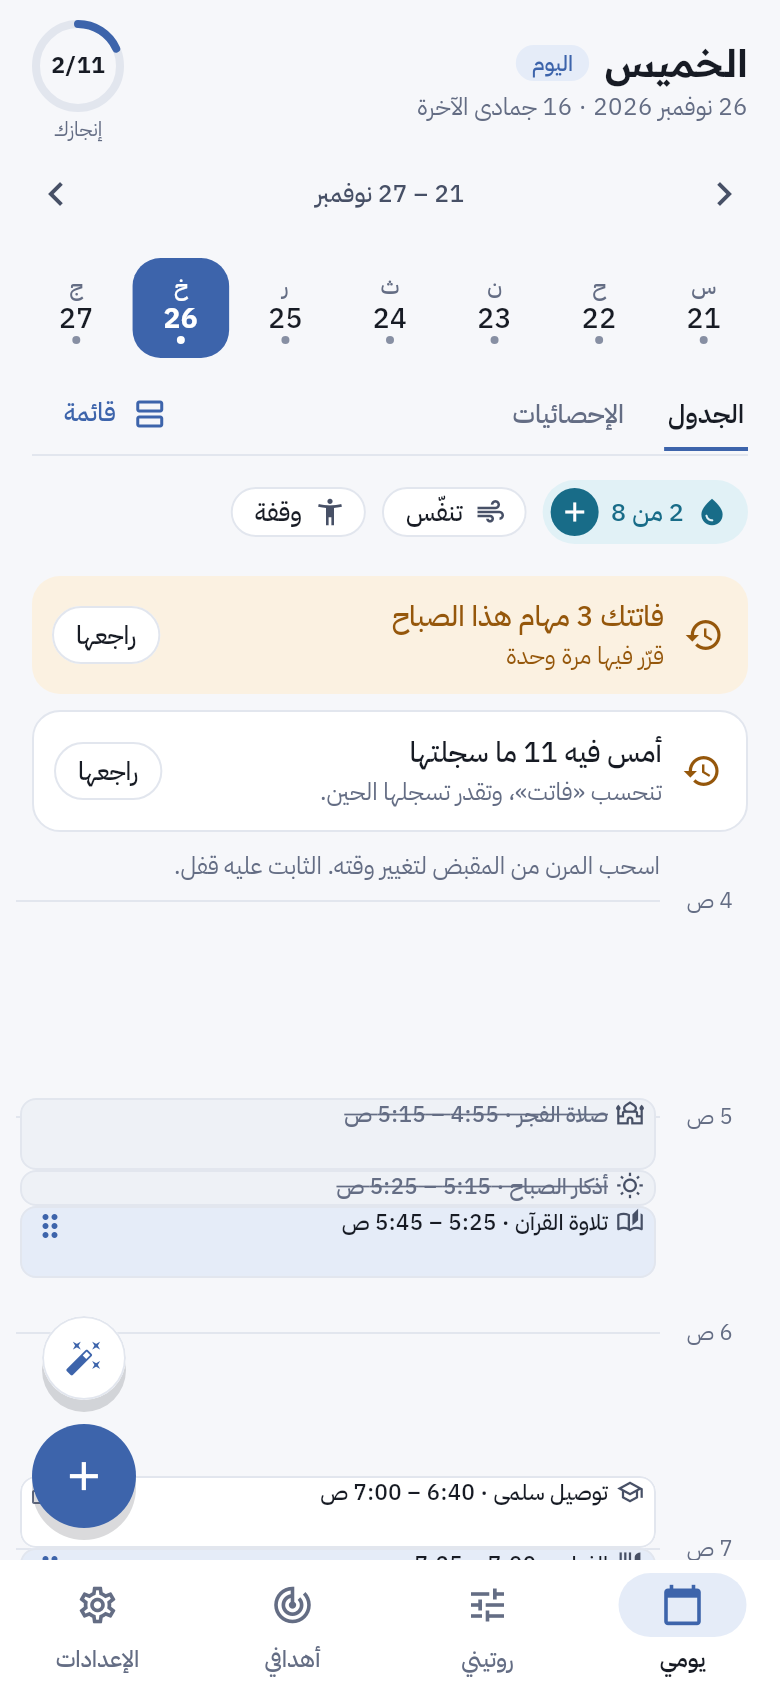 الخميس اليوم
26 نوفمبر 2026 · 16 جمادى الآخرة
2/11
إنجازك
21 – 27 نوفمبر
س ح ن ث ر خ ج
21 22 23 24 25 26 27
الجدول الإحصائيات قائمة
2 من 8 تنفّس وقفة
فاتتك 3 مهام هذا الصباح
قرّر فيها مرة وحدة
راجعها
أمس فيه 11 ما سجلتها
تنحسب «فاتت»، وتقدر تسجلها الحين.
راجعها
اسحب المرن من المقبض لتغيير وقته. الثابت عليه قفل.
4 ص
5 ص
صلاة الفجر · 4:55 – 5:15 ص
أذكار الصباح · 5:15 – 5:25 ص
تلاوة القرآن · 5:25 – 5:45 ص
6 ص
توصيل سلمى · 6:40 – 7:00 ص
7 ص
يومي روتيني أهدافي الإعدادات